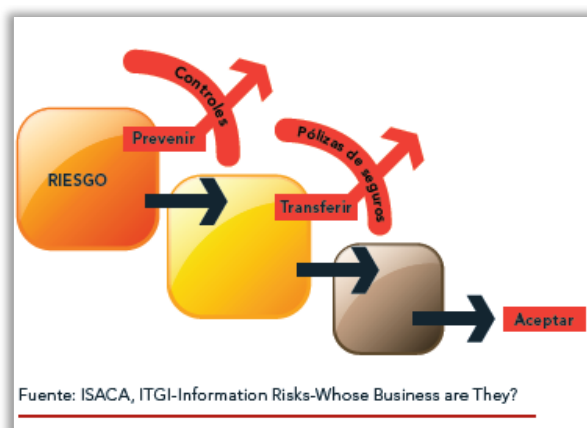 Controles
Prevenir
RIESGO
Pólizas de seguros
Transferir
Aceptar
Fuente: ISACA, ITGI-Information Risks-Whose Business are They?